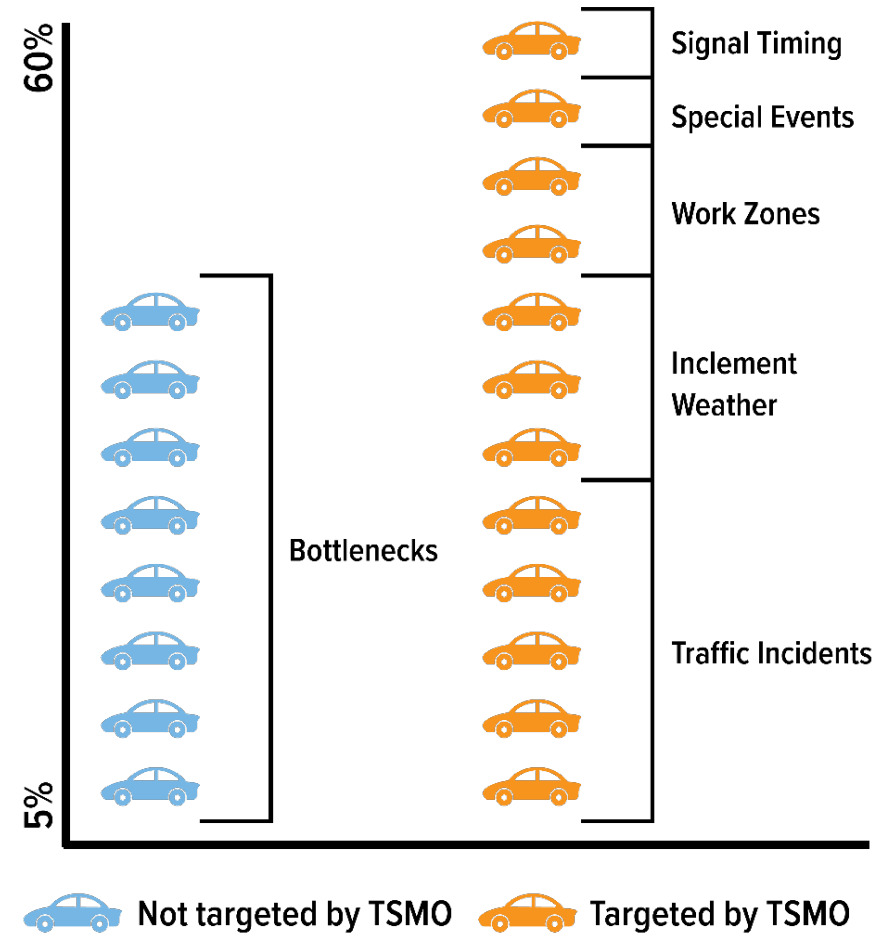 60%
Signal Timing
Special Events
Work Zones
Inclement
Weather
Bottlenecks
Traffic Incidents
5%
Not targeted by TSMO
Targeted by TSMO